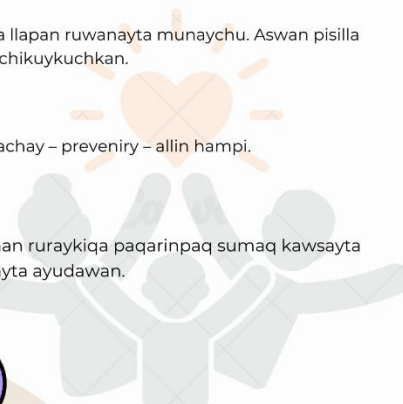 a llapan ruwanayta munaychu. Aswan pisilla
chikuykuchkan.
achay – preveniry – allin hampi.
an ruraykiqa paqarinpaq sumaq kawsayta
yta ayudawan.